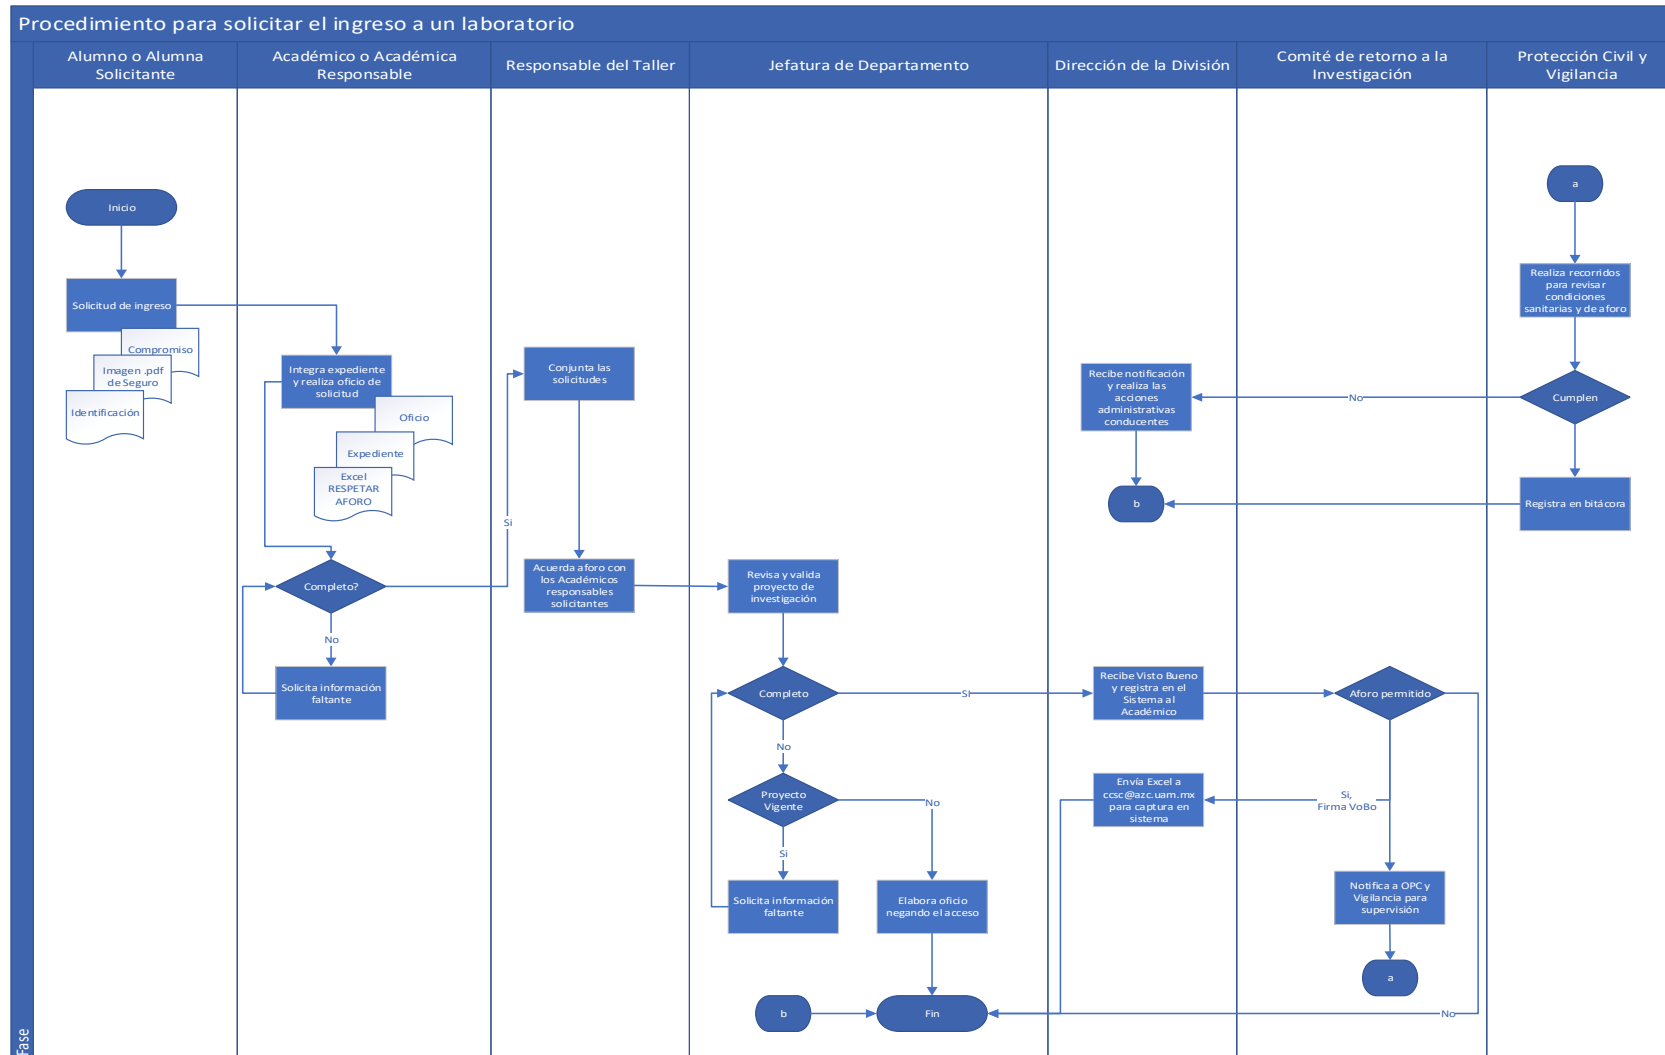 Procedimiento para solicitar el ingreso a un laboratorio
Alumno o Alumna
Solicitante
Académico o Académica
Responsable
Responsable del Taller
Jefatura de Departamento
Dirección de la División
Comité de retorno a la
Investigación
Protección Civil y
Vigilancia
Fase
Inicio
Solicitud de ingreso
Compromiso
Imagen .pdf
de Seguro
Identificación
Integra expediente
y realiza oficio de
solicitud
Oficio
Expediente
Excel
RESPETAR
AFORO
Completo?
No
Solicita información
faltante
Si
Conjunta las
solicitudes
Acuerda aforo con
los Académicos
responsables
solicitantes
Revisa y valida
proyecto de
investigación
Completo
Si
No
Proyecto
Vigente
No
Si
Solicita información
faltante
Elabora oficio
negando el acceso
b
Fin
Recibe notificación
y realiza las
acciones
administrativas
conducentes
b
Recibe Visto Bueno
y registra en el
Sistema al
Académico
Envía Excel a
ccsc@azc.uam.mx
para captura en
sistema
Aforo permitido
Si,
Firma VoBo
Notifica a OPC y
Vigilancia para
supervisión
a
No
a
Realiza recorridos
para revisar
condiciones
sanitarias y de aforo
Cumplen
No
Registra en bitácora